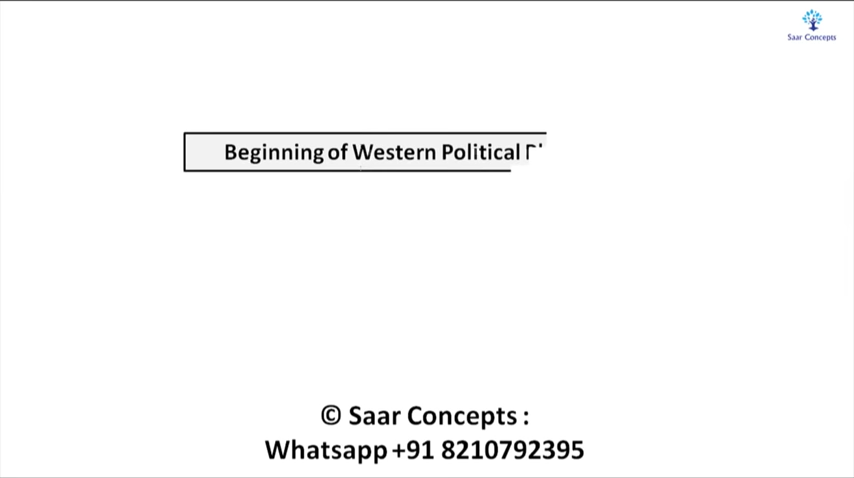 Saar Concepts
Beginning of Western Political
© Saar Concepts :
Whatsapp +91 8210792395